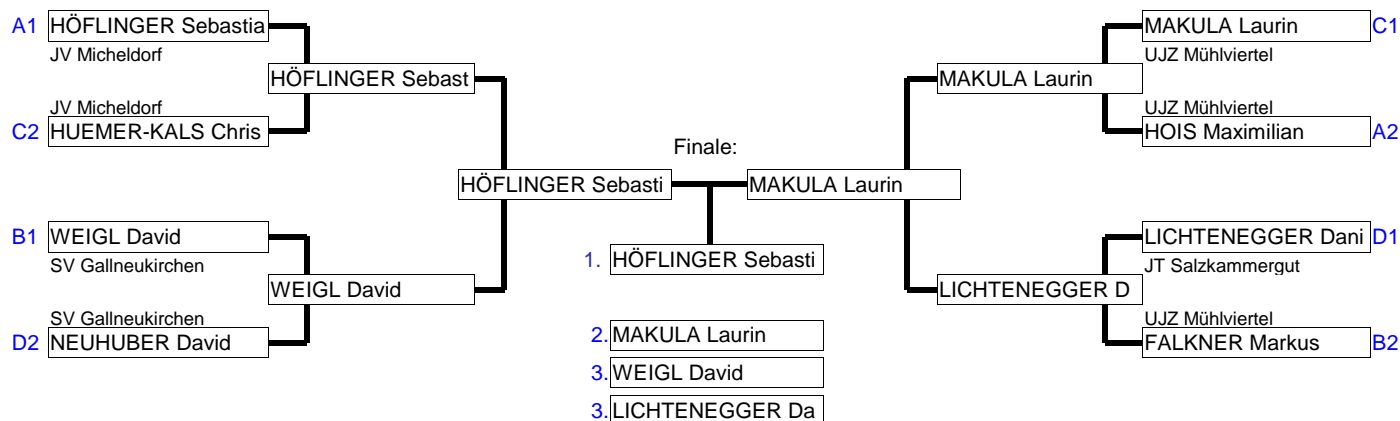 A1 HÖFLINGER Sebastia
JV Micheldorf
HÖFLINGER Sebast
JV Micheldorf
C2 HUEMER-KALS Chris
HÖFLINGER Sebasti
B1 WEIGL David
SV Gallneukirchen
WEIGL David
SV Gallneukirchen
D2 NEUHUBER David
Finale:
1. HÖFLINGER Sebasti
2. MAKULA Laurin
3. WEIGL David
3. LICHTENEGGER Da
MAKULA Laurin C1
UJZ Mühlviertel
MAKULA Laurin
UJZ Mühlviertel
HOIS Maximilian A2
MAKULA Laurin
LICHTENEGGER Dani D1
JT Salzkammergut
LICHTENEGGER D
UJZ Mühlviertel
FALKNER Markus B2